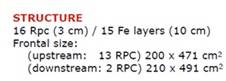 STRUCTURE
16 Rpc (3 cm) / 15 Fe layers (10 cm)
Frontal size:
(upstream: 13 RPC) 200 x 471 cm²
(downstream: 2 RPC) 210 x 491 cm²